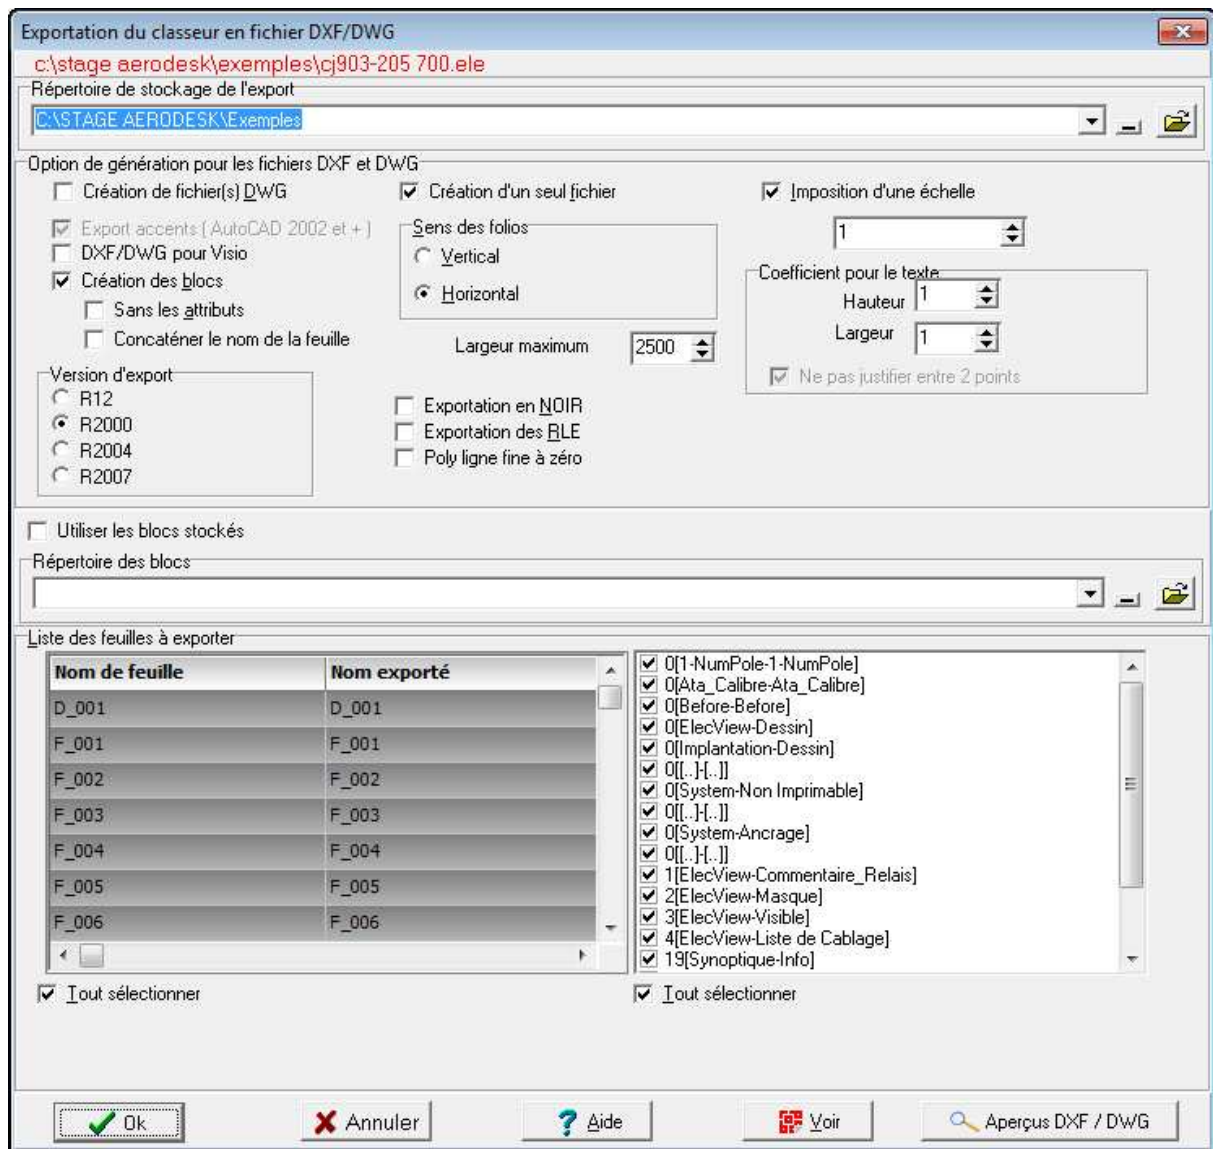 Exportation du classeur en fichier DXF/DWG
c:\stage aerodesk\exemples\cj903-205 700.ele
Répertoire de stockage de l'export
C:\STAGE AERODESK\Exemples
Option de génération pour les fichiers DXF et DWG
Création de fichier(s) DWG
Création d'un seul fichier
Imposition d'une échelle
Export accents ( AutoCAD 2002 et + )
Sens des folios
1
DXF/DWG pour Visio
Vertical
Création des blocs
Coefficient pour le texte
Horizontal
Hauteur 1
Sans les attributs
Concaténer le nom de la feuille
Largeur maximum 2500
Largeur 1
Version d'export
Ne pas justifier entre 2 points
R12
Exportation en NOIR
R2000
Exportation des RLE
R2004
Poly ligne fine à zéro
R2007
Utiliser les blocs stockés
Répertoire des blocs
Liste des feuilles à exporter
Nom de feuille Nom exporté
D_001 D_001
F_001 F_001
F_002 F_002
F_003 F_003
F_004 F_004
F_005 F_005
F_006 F_006
0[1-NumPole-1-NumPole]
0[Ata_Calibre-Ata_Calibre]
0[Before-Before]
0[ElecView-Dessin]
0[Implantation-Dessin]
0[[..]-[..]]
0[System-Non Imprimable]
0[[..]-[..]]
0[System-Ancrage]
0[[..]-[..]]
1[ElecView-Commentaire_Relais]
2[ElecView-Masque]
3[ElecView-Visible]
4[ElecView-Liste de Cablage]
19[Synoptique-Info]
Tout sélectionner
Tout sélectionner
Ok
Annuler
Aide
Voir
Aperçus DXF / DWG